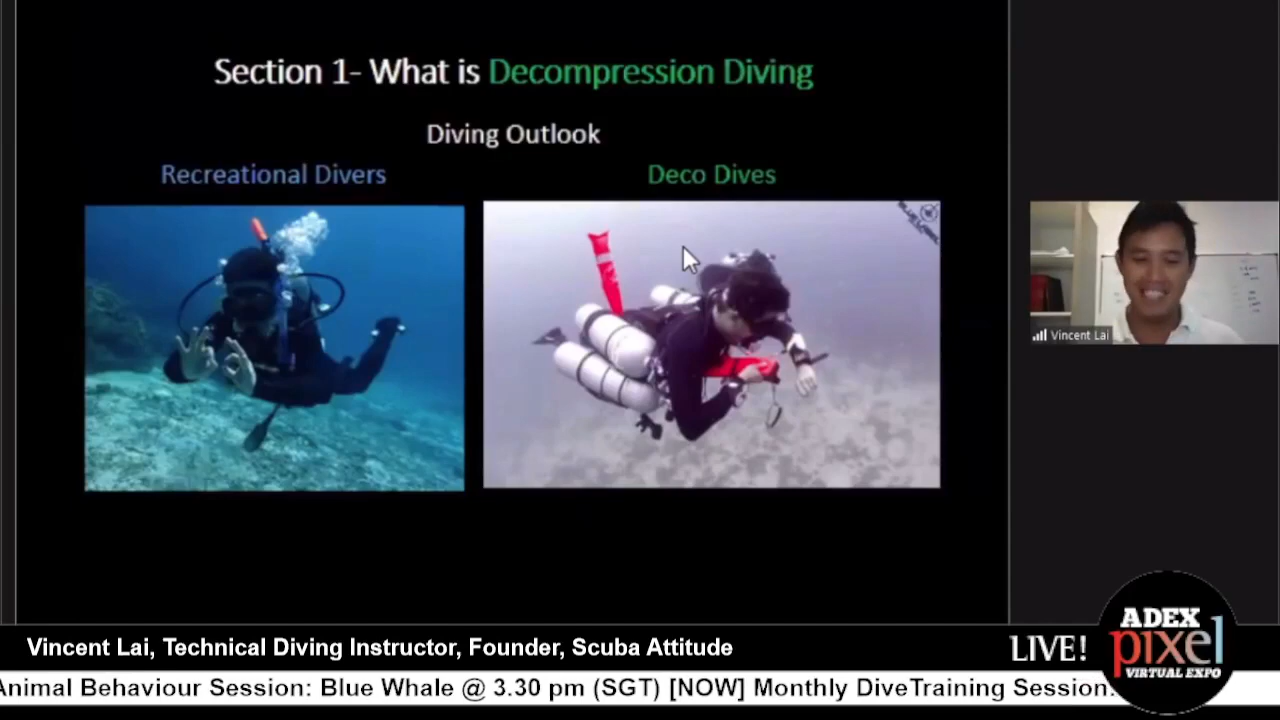 Section 1- What is Decompression Diving
Diving Outlook
Recreational Divers
Deco Dives
Vincent Lai
Vincent Lai, Technical Diving Instructor, Founder, Scuba Attitude
LIVE!
ADEX
pixel
VIRTUAL EXPO
Animal Behaviour Session: Blue Whale @ 3.30 pm (SGT) [NOW] Monthly DiveTraining Session: